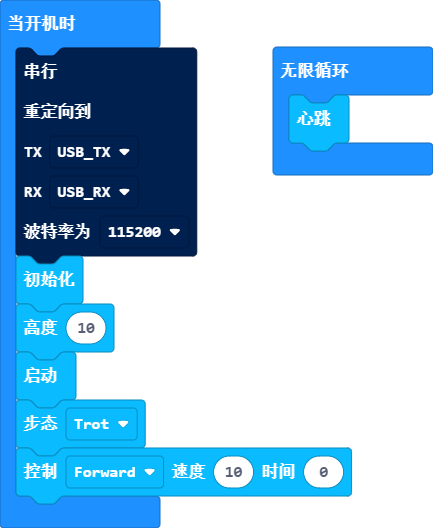 当开机时
串行
重定向到
TX USB_TX
RX USB_RX
波特率为 115200
初始化
高度 10
启动
步态 Trot
控制 Forward 速度 10 时间 0
无限循环
心跳